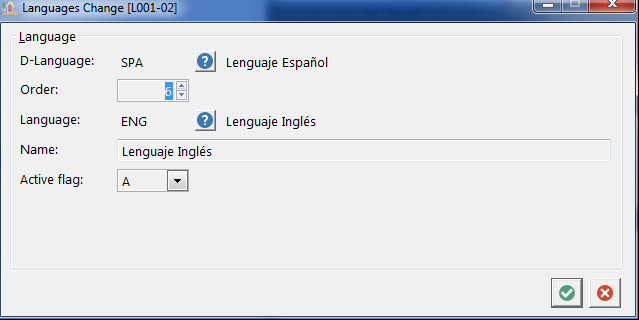 Languages Change [L001-02]
Language
D-Language: SPA ? Lenguaje Español
Order: 6
Language: ENG ? Lenguaje Inglés
Name: Lenguaje Inglés
Active flag: A